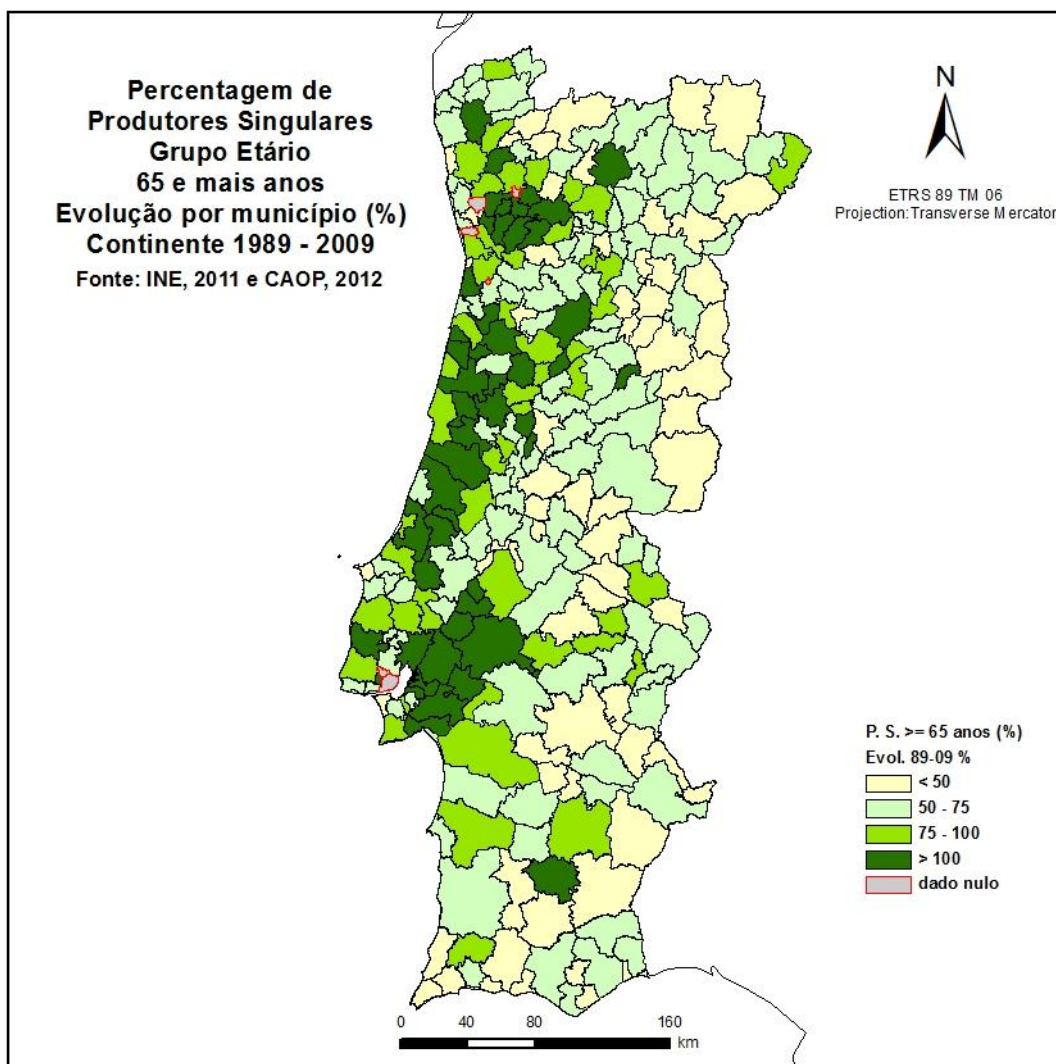 Percentagem de
Produtores Singulares
Grupo Etário
65 e mais anos
Evolução por município (%)
Continente 1989 - 2009
Fonte: INE, 2011 e CAOP, 2012
N
ETRS 89 TM 06
Projection:Transverse Mercator
P. S. >= 65 anos (%)
Evol. 89-09 %
< 50
50 - 75
75 - 100
> 100
dado nulo
0 40 80 160
km